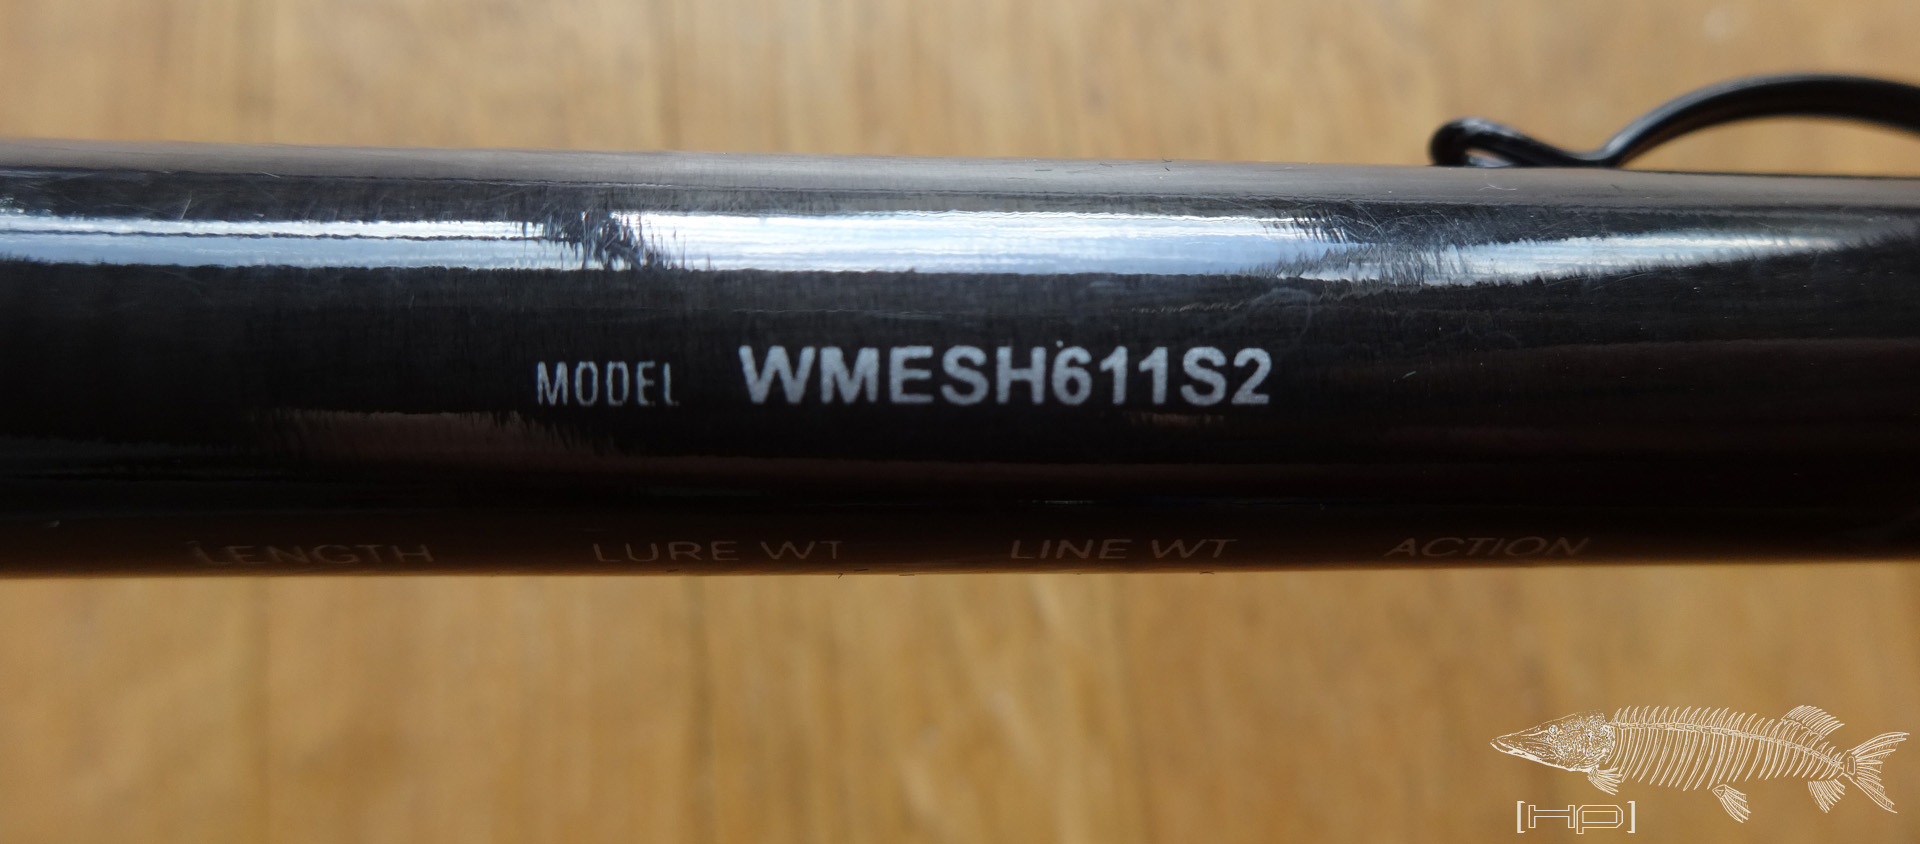 MODEL WMESH611S2
LENGTH LURE WT LINE WT ACTION
[HP]